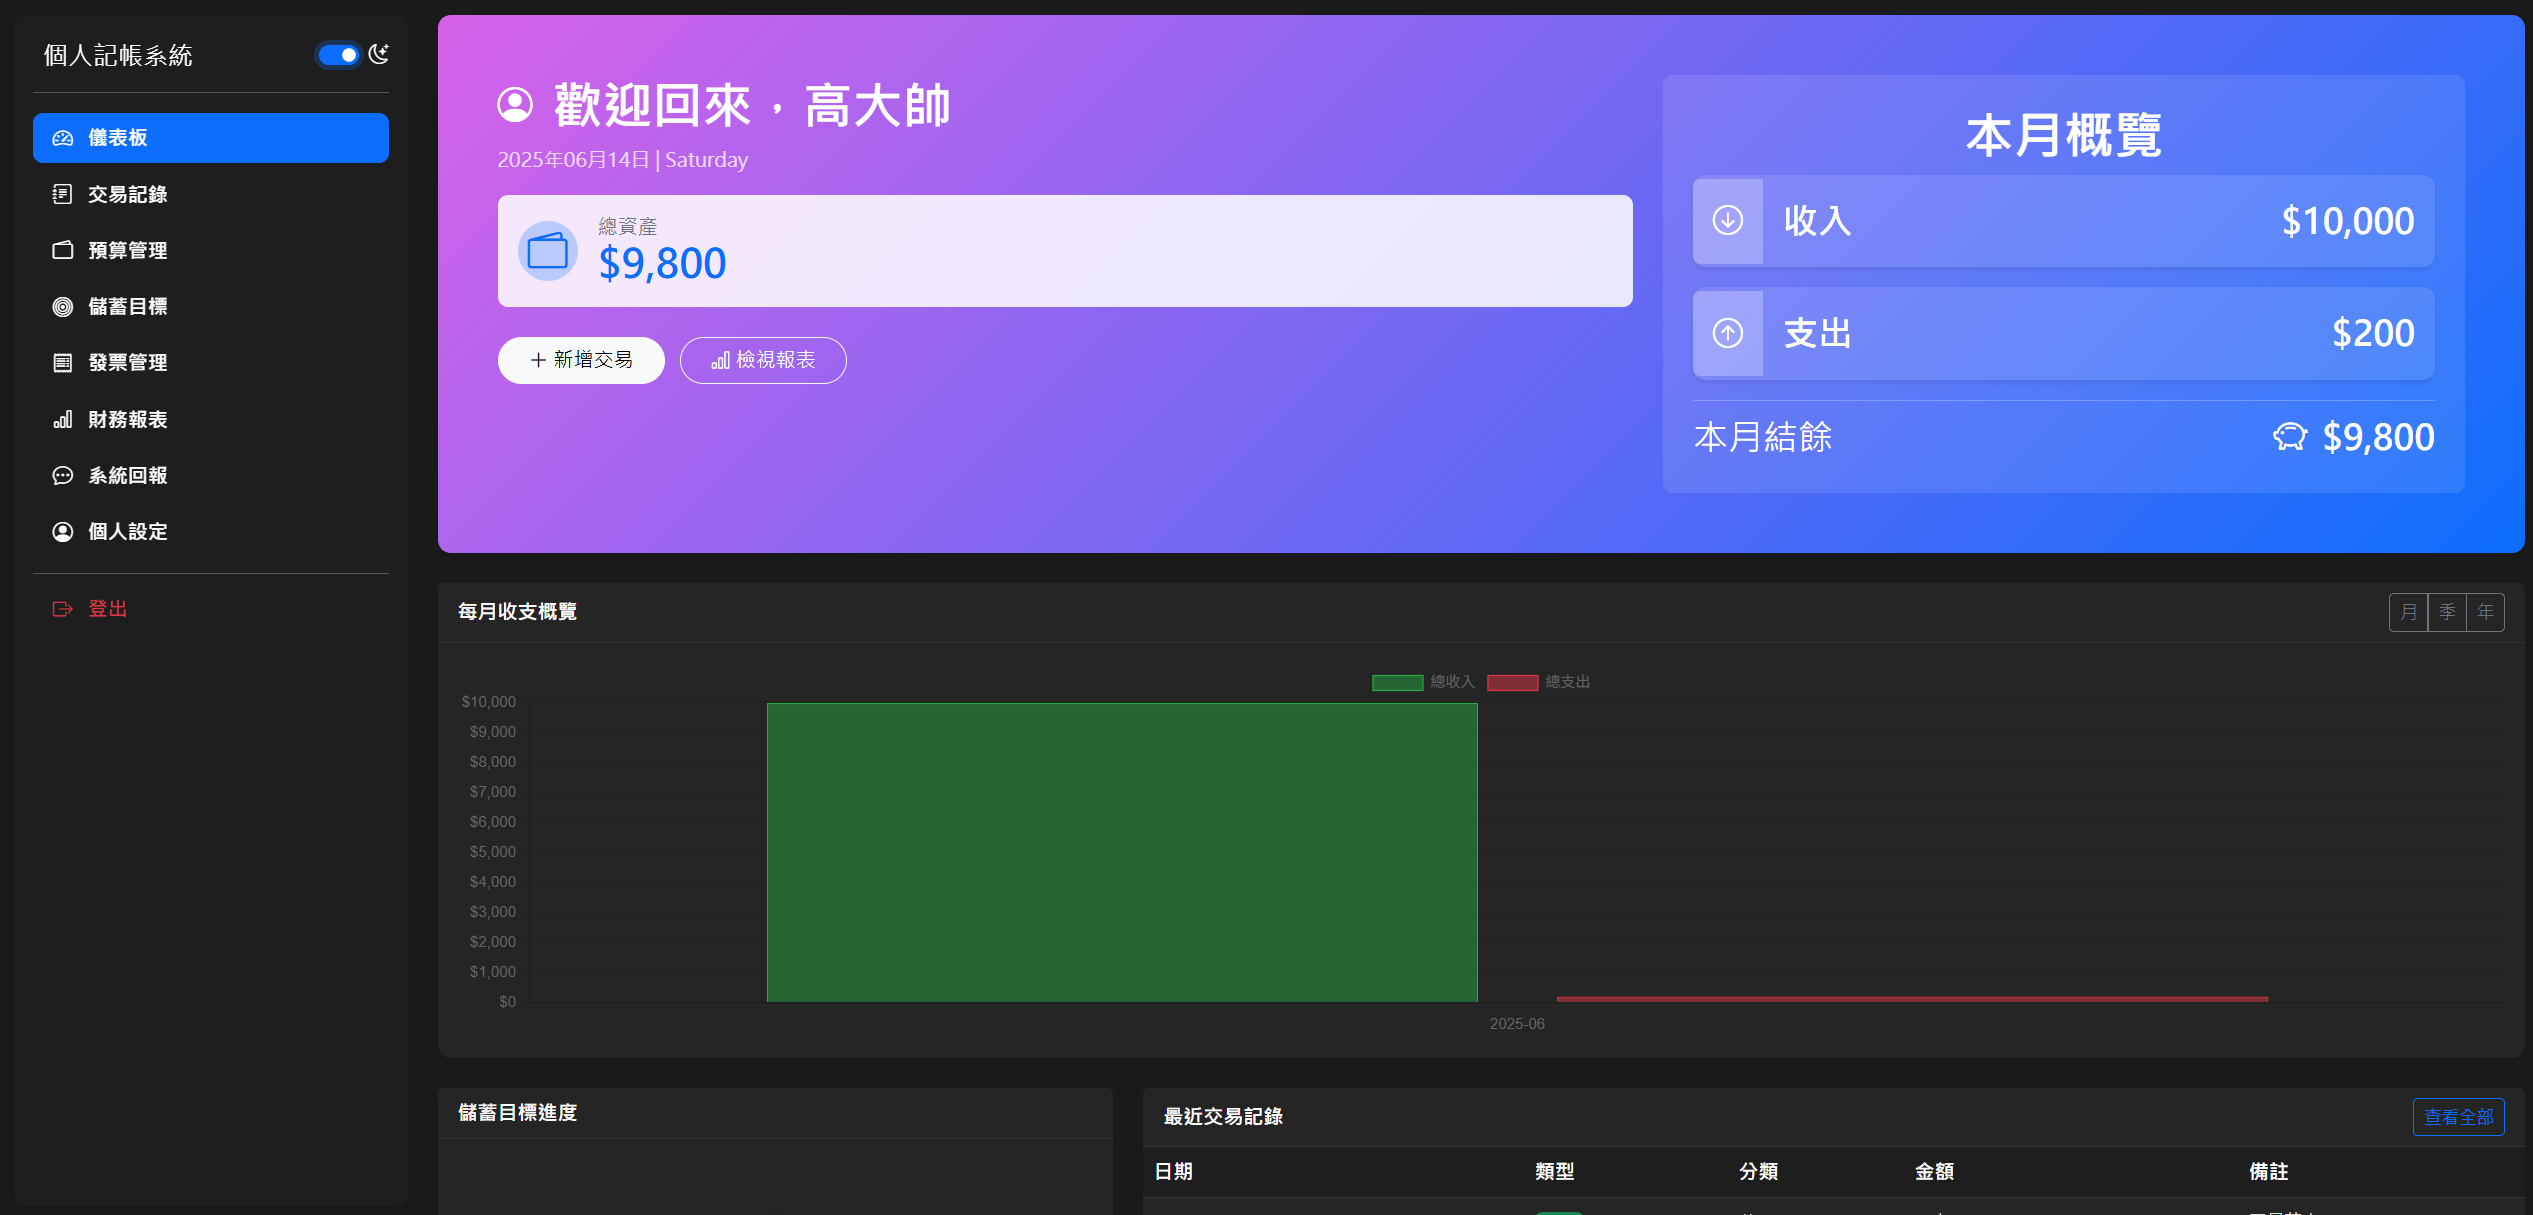 個人記帳系統
儀表板
交易記錄
預算管理
儲蓄目標
發票管理
財務報表
系統回報
個人設定
登出
歡迎回來，高大帥
2025年06月14日 | Saturday
總資產
$9,800
新增交易
檢視報表
本月概覽
收入 $10,000
支出 $200
本月結餘 $9,800
每月收支概覽
月 季 年
總收入 總支出
$10,000
$9,000
$8,000
$7,000
$6,000
$5,000
$4,000
$3,000
$2,000
$1,000
$0
2025-06
儲蓄目標進度
最近交易記錄
查看全部
日期 類型 分類 金額 備註